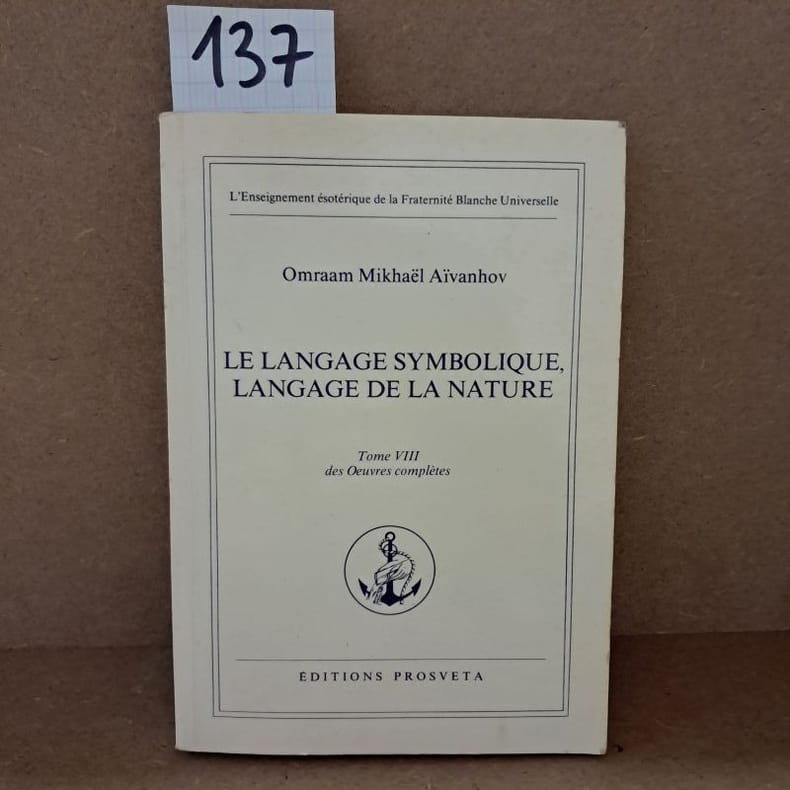 137
L'Enseignement ésotérique de la Fraternité Blanche Universelle
Omraam Mikhaël Aïvanhov
LE LANGAGE SYMBOLIQUE,
LANGAGE DE LA NATURE
Tome VIII
des Oeuvres complètes
ÉDITIONS PROSVETA